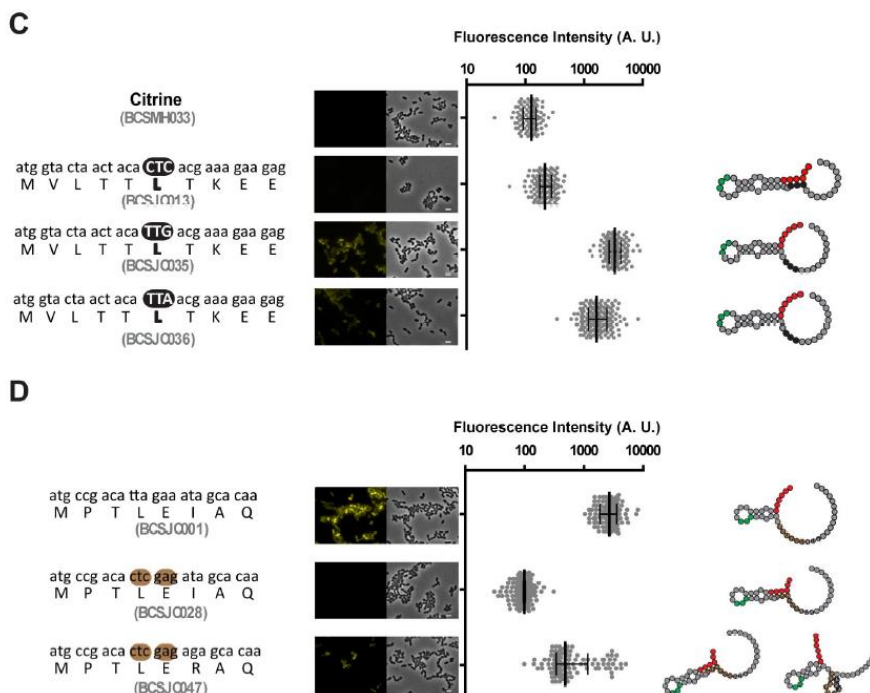 C
Fluorescence Intensity (A. U.)
10 100 1000 10000
Citrine
(BCSMH033)
atg gta cta act aca CTC acg aaa gaa gag
M V L T T L T K E E
(BCSJC013)
atg gta cta act aca TTG acg aaa gaa gag
M V L T T L T K E E
(BCSJC035)
atg gta cta act aca TTA acg aaa gaa gag
M V L T T L T K E E
(BCSJC036)
D
Fluorescence Intensity (A. U.)
10 100 1000 10000
atg ccg aca tta gaa ata gca caa
M P T L E I A Q
(BCSJC001)
atg ccg aca ctc gag ata gca caa
M P T L E I A Q
(BCSJC028)
atg ccg aca ctc gag aga gca caa
M P T L E R A Q
(BCSJC047)